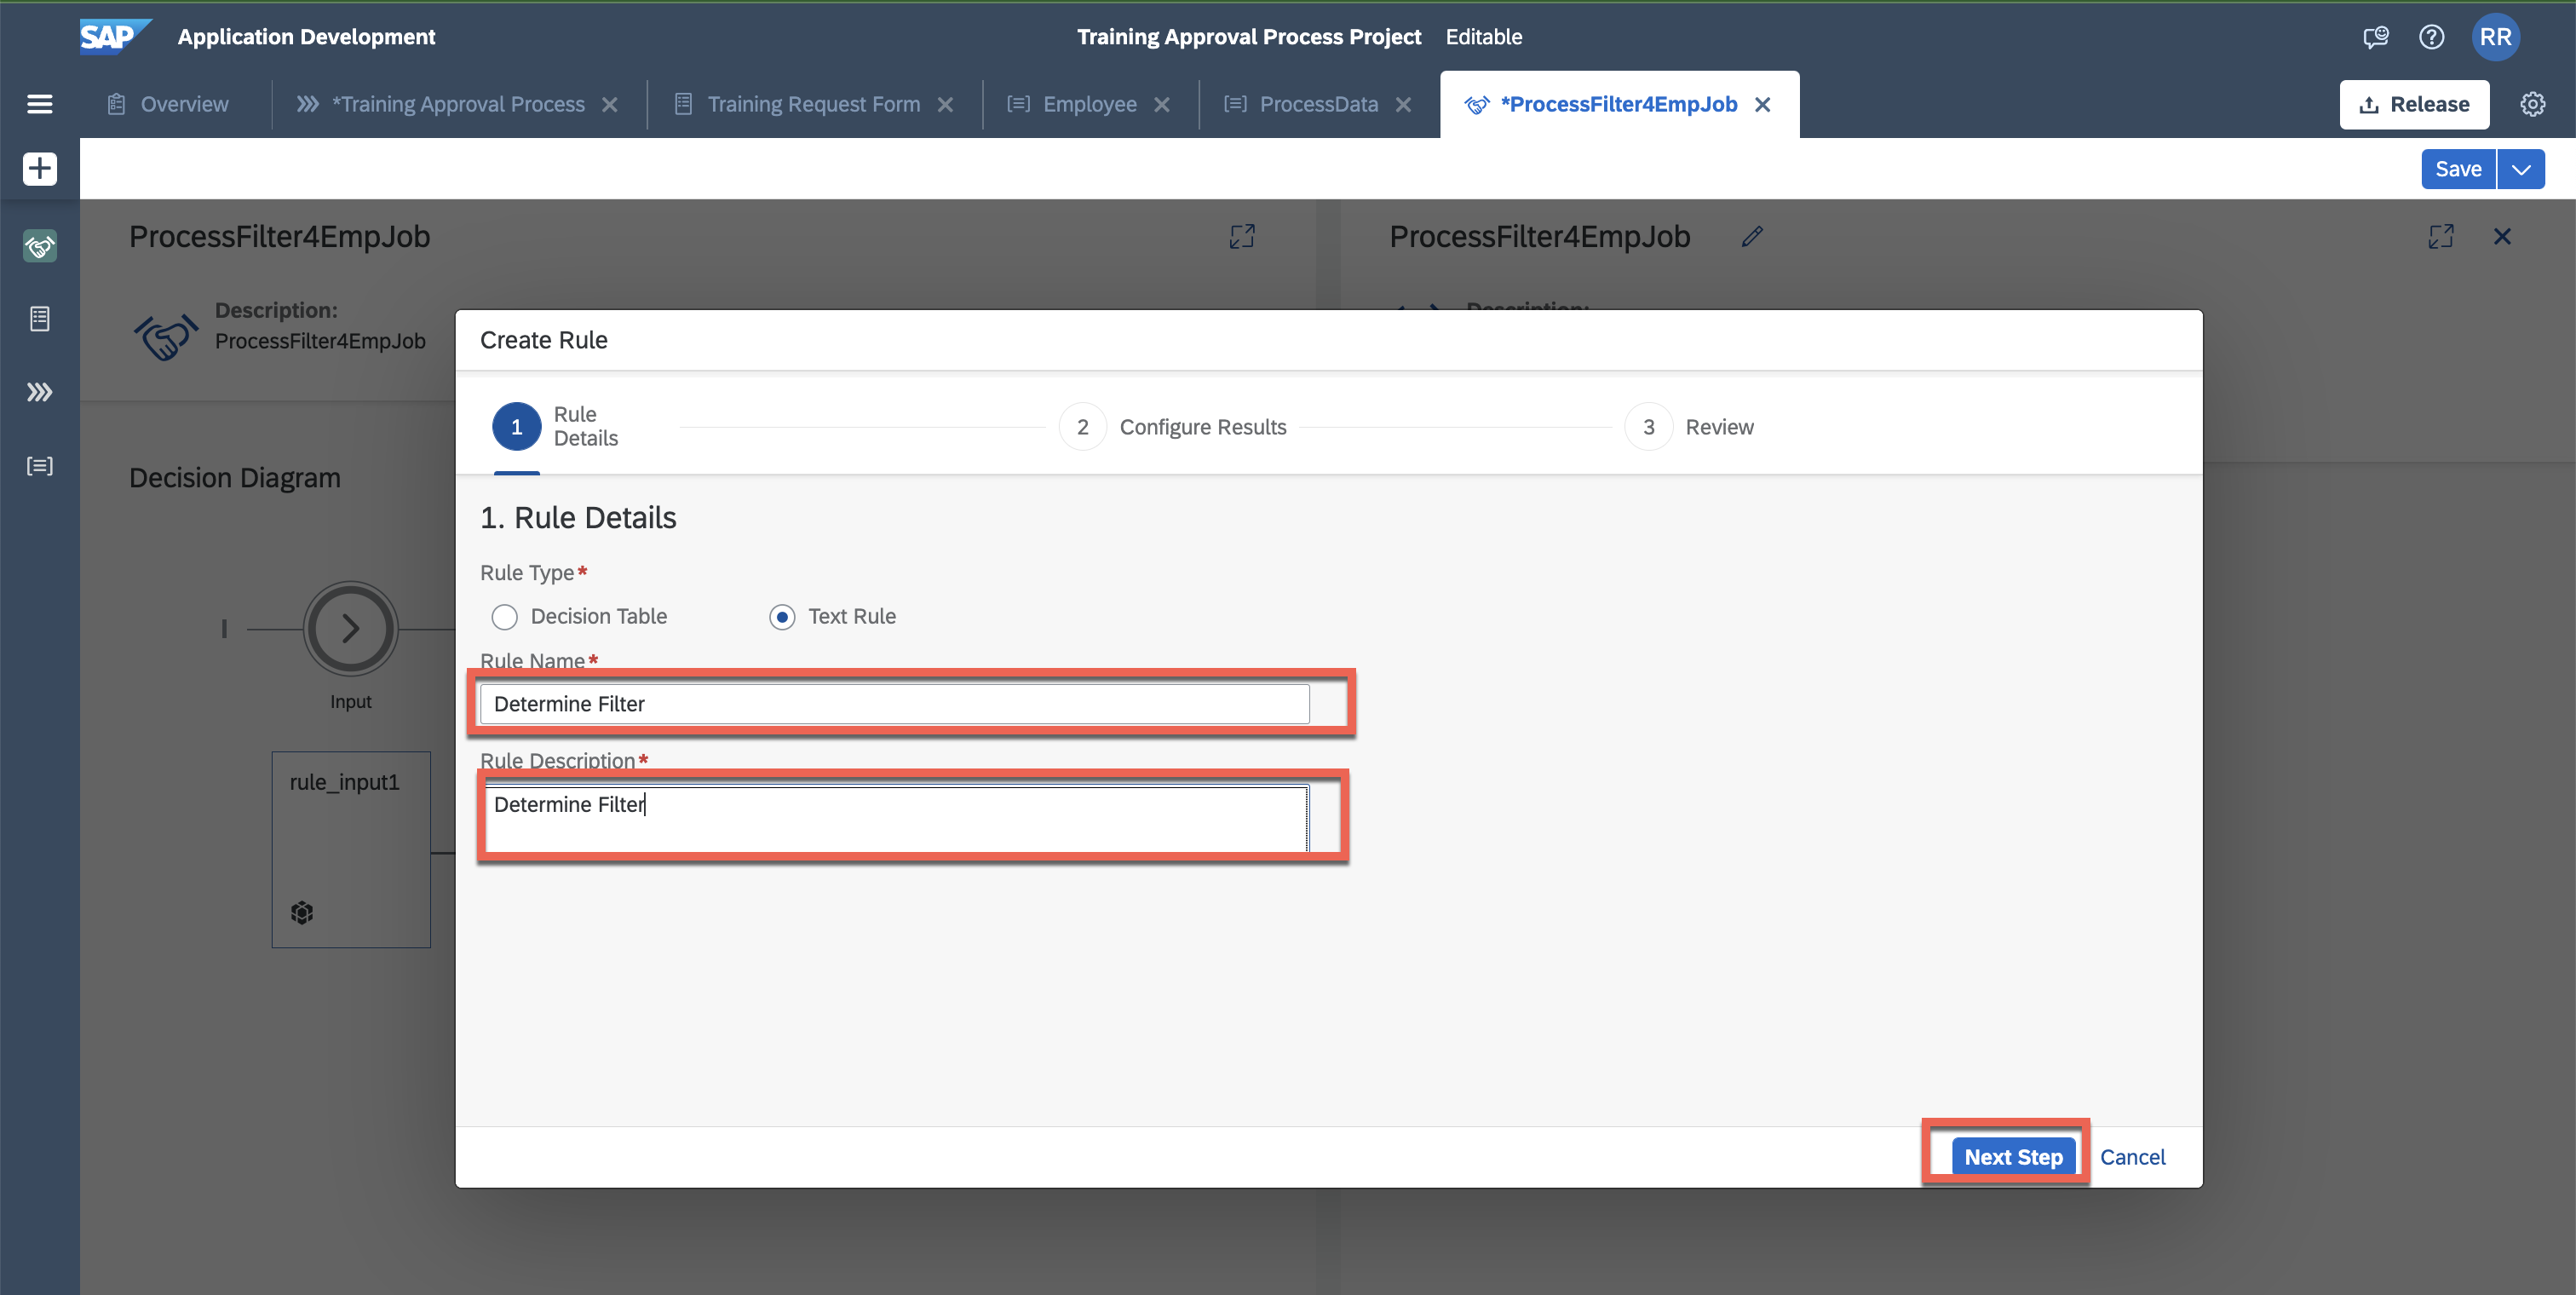 SAP Application Development
Training Approval Process Project Editable
RR
Overview
*Training Approval Process
Training Request Form
Employee
ProcessData
*ProcessFilter4EmpJob
Release
Save
ProcessFilter4EmpJob
ProcessFilter4EmpJob
Description:
ProcessFilter4EmpJob
Description:
Create Rule
1 Rule
Details
2 Configure Results
3 Review
Decision Diagram
1. Rule Details
Rule Type*
Decision Table
Text Rule
Rule Name*
Determine Filter
Input
Rule Description*
Determine Filter
rule_input1
Next Step
Cancel